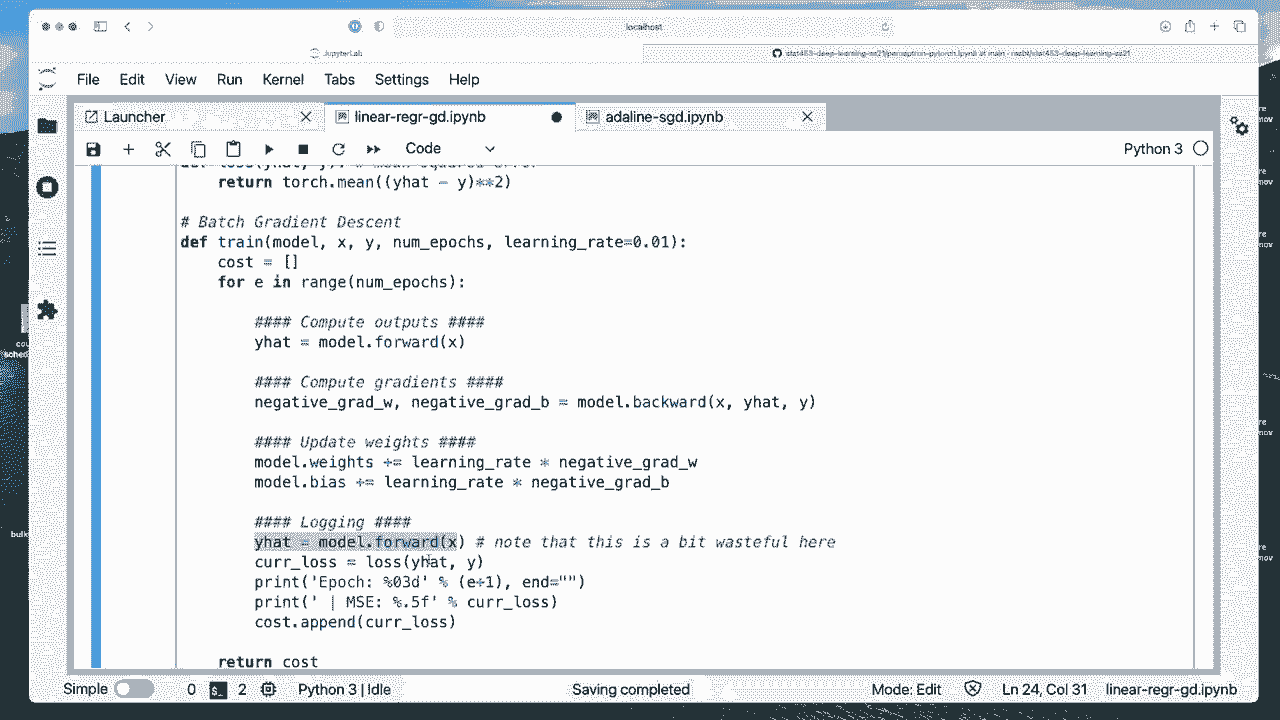 localhost
JupyterLab
stat453-deep-learning-ss21/perceptron-pytorch.ipynb at main · rasbt/stat453-deep-learning-ss21
File Edit View Run Kernel Tabs Settings Help
Launcher
linear-regr-gd.ipynb
adaline-sgd.ipynb
Code
Python 3
return torch.mean((yhat - y)**2)
# Batch Gradient Descent
def train(model, x, y, num_epochs, learning_rate=0.01):
cost = []
for e in range(num_epochs):
#### Compute outputs ####
yhat = model.forward(x)
#### Compute gradients ####
negative_grad_w, negative_grad_b = model.backward(x, yhat, y)
#### Update weights ####
model.weights += learning_rate * negative_grad_w
model.bias += learning_rate * negative_grad_b
#### Logging ####
yhat = model.forward(x) # note that this is a bit wasteful here
curr_loss = loss(yhat, y)
print('Epoch: %03d' % (e+1), end="")
print(' | MSE: %.5f' % curr_loss)
cost.append(curr_loss)
return cost
Simple 0 2 Python 3 | Idle Saving completed Mode: Edit Ln 24, Col 31 linear-regr-gd.ipynb